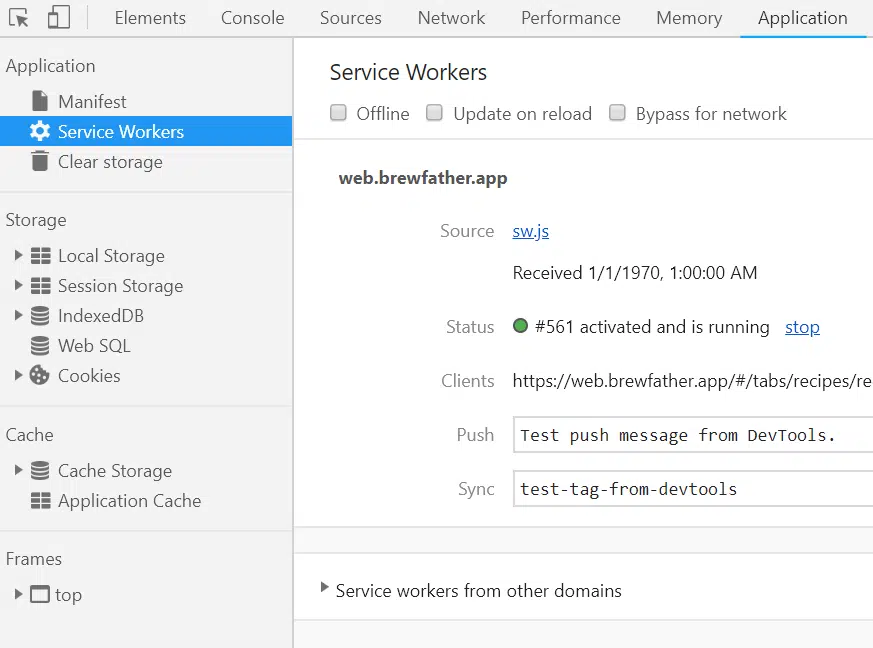 Elements Console Sources Network Performance Memory Application
Application
Manifest
Service Workers
Clear storage
Storage
Local Storage
Session Storage
IndexedDB
Web SQL
Cookies
Cache
Cache Storage
Application Cache
Frames
top
Service Workers
Offline Update on reload Bypass for network
web.brewfather.app
Source sw.js
Received 1/1/1970, 1:00:00 AM
Status #561 activated and is running stop
Clients https://web.brewfather.app/#/tabs/recipes/re
Push Test push message from DevTools.
Sync test-tag-from-devtools
Service workers from other domains